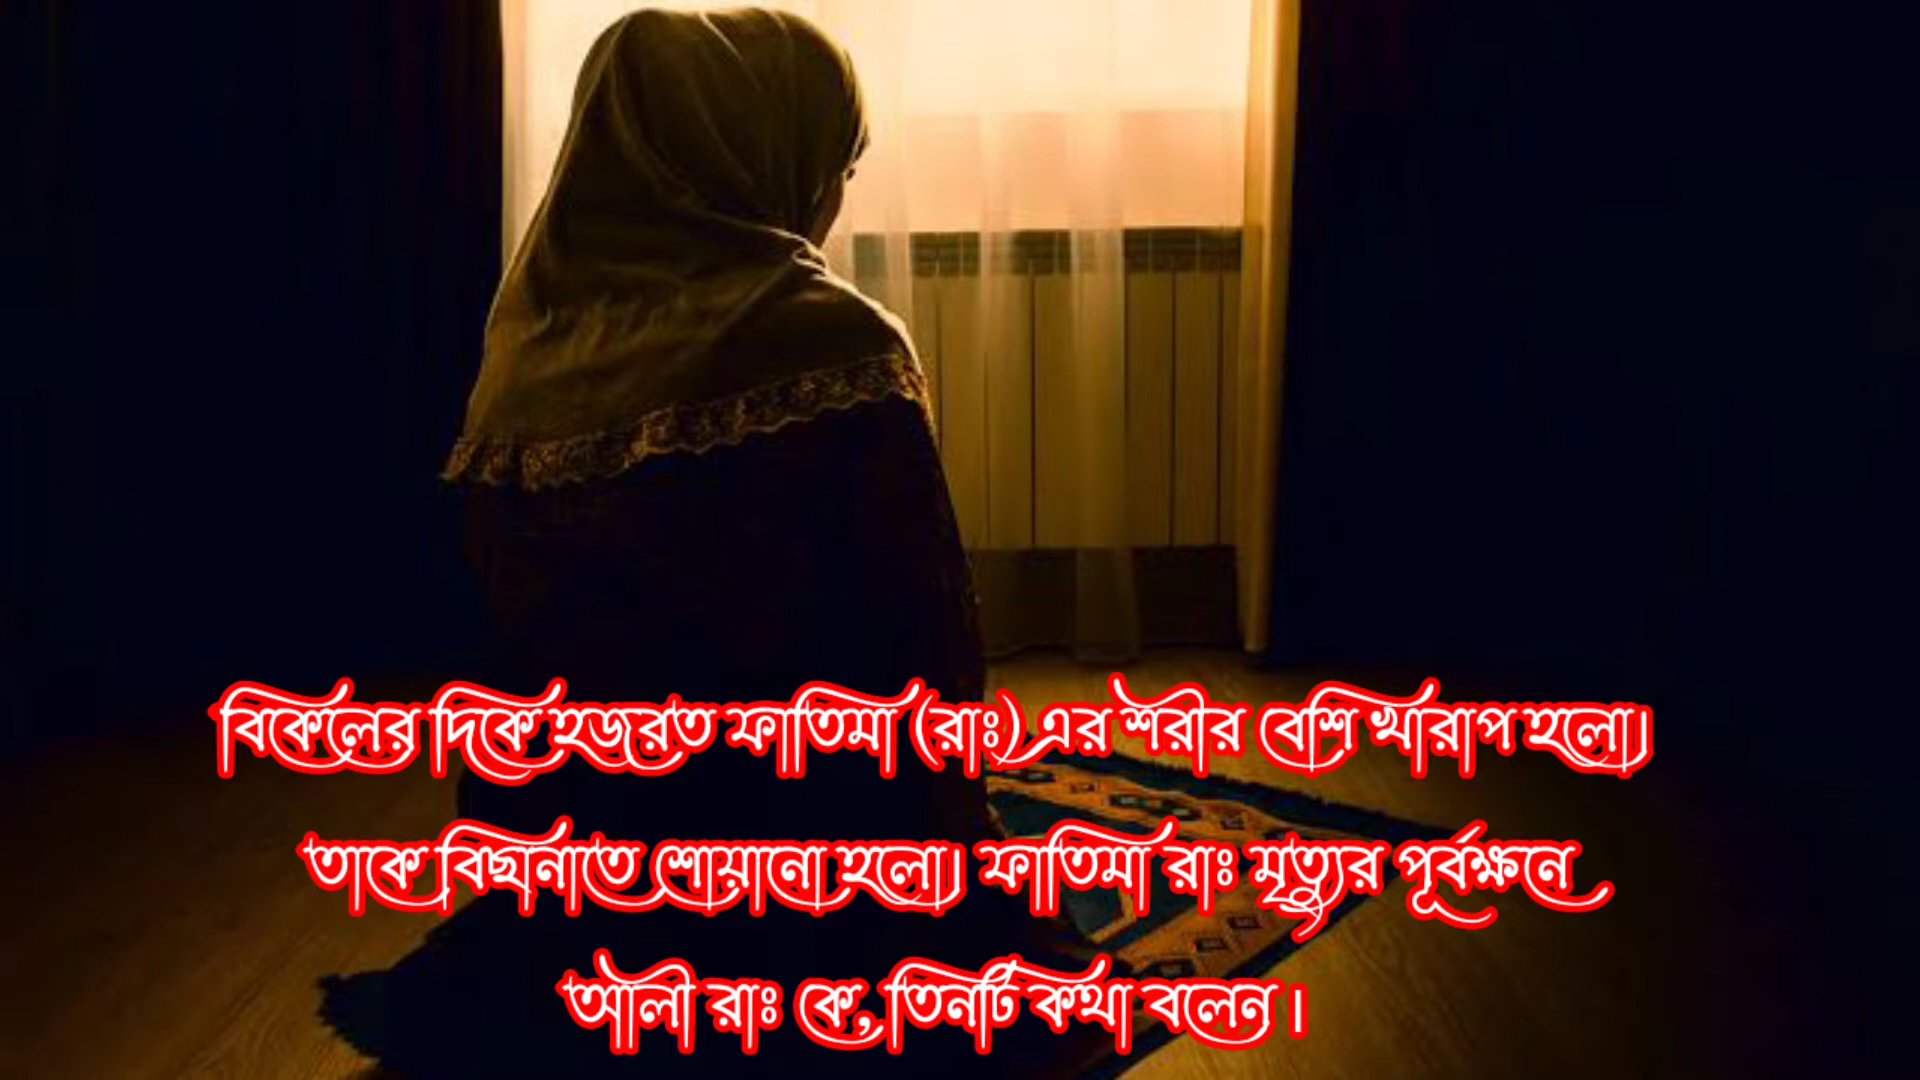 বিকেলের দিকে হজরত ফাতিমা (রাঃ) এর শরীর বেশি খারাপ হলো।
তাকে বিছানাতে শোয়ানো হলো। ফাতিমা রাঃ মৃত্যুর পূর্বক্ষনে
আলী রাঃ কে, তিনটি কথা বলেন।